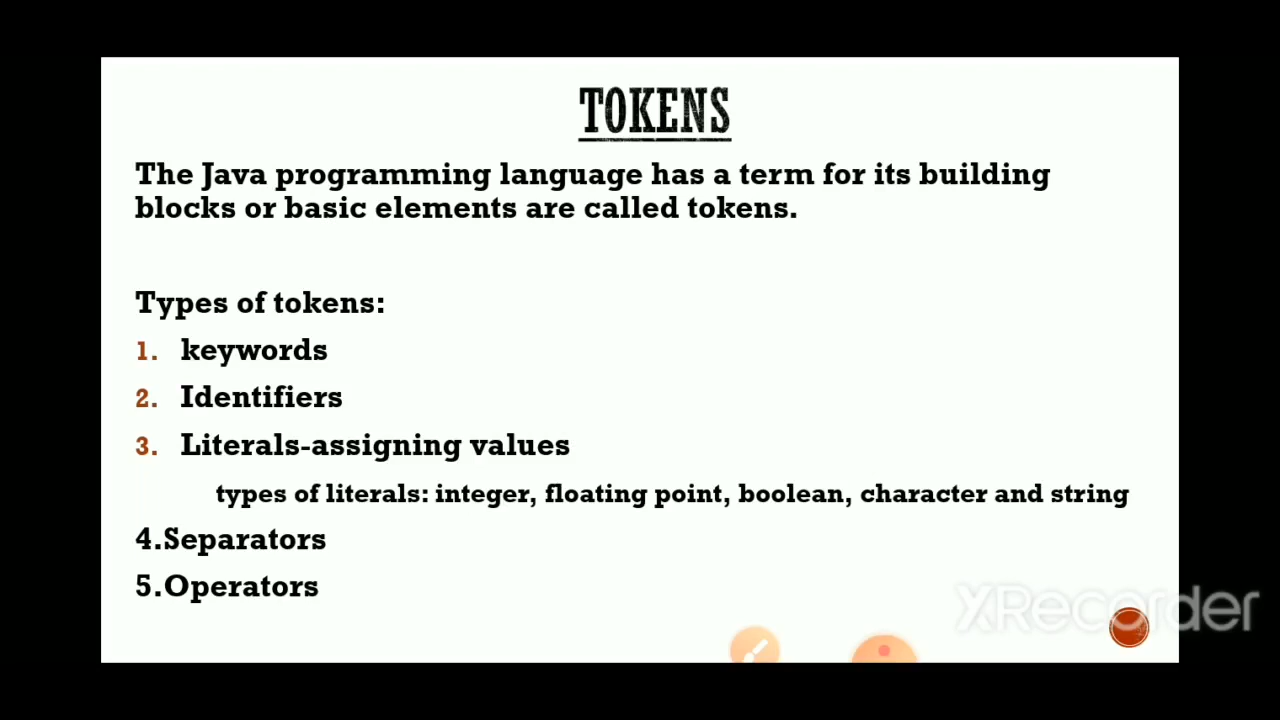 TOKENS
The Java programming language has a term for its building
blocks or basic elements are called tokens.
Types of tokens:
1. keywords
2. Identifiers
3. Literals-assigning values
types of literals: integer, floating point, boolean, character and string
4.Separators
5.Operators
XRecorder